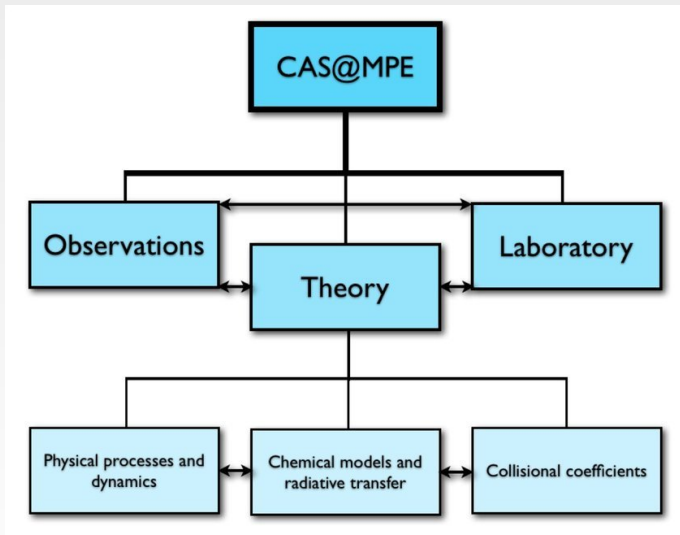 CAS@MPE
Observations
Laboratory
Theory
Physical processes and
dynamics
Chemical models and
radiative transfer
Collisional coefficients